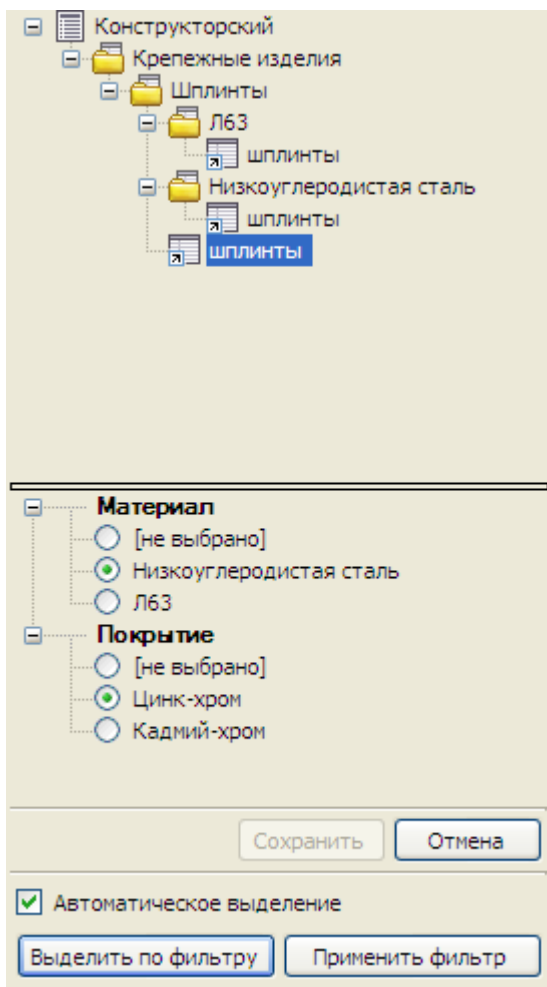 Конструкторский
Крепежные изделия
Шплинты
Л63
шплинты
Низкоуглеродистая сталь
шплинты
шплинты
Материал
[не выбрано]
Низкоуглеродистая сталь
Л63
Покрытие
[не выбрано]
Цинк-хром
Кадмий-хром
Сохранить Отмена
Автоматическое выделение
Выделить по фильтру Применить фильтр